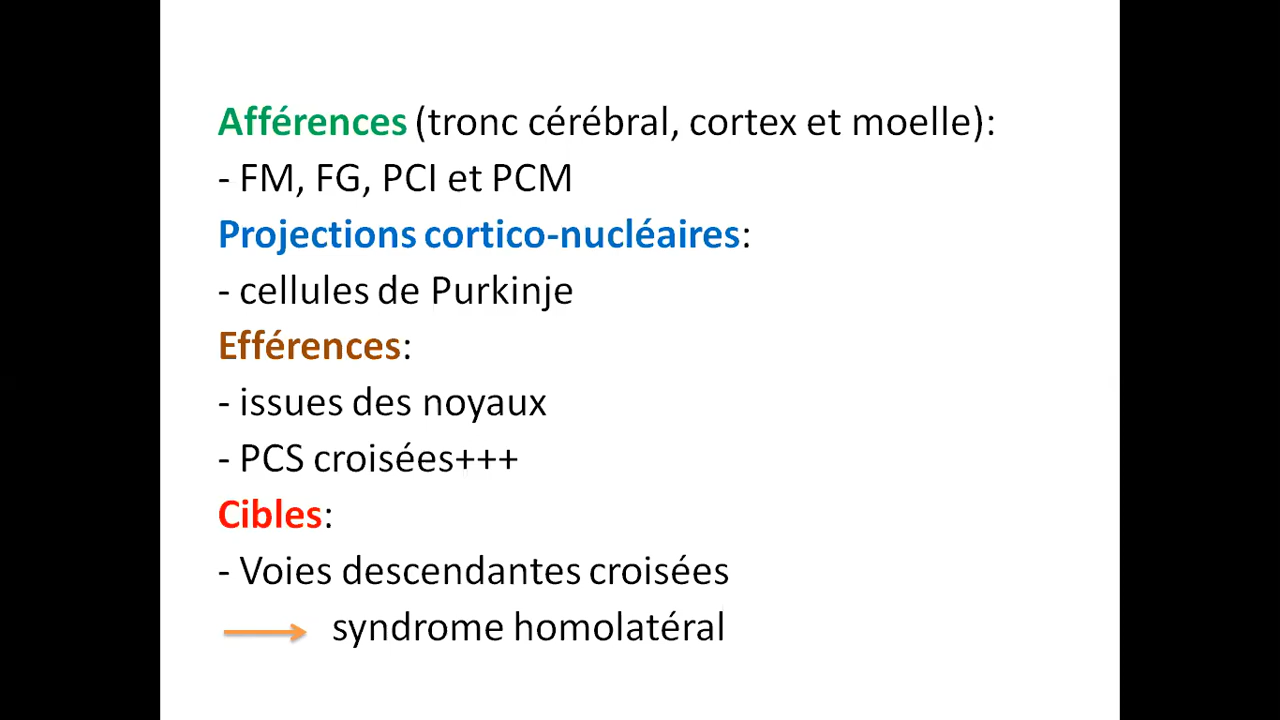 Afférences (tronc cérébral, cortex et moelle):
- FM, FG, PCI et PCM
Projections cortico-nucléaires:
- cellules de Purkinje
Efférences:
- issues des noyaux
- PCS croisées+++
Cibles:
- Voies descendantes croisées
syndrome homolatéral